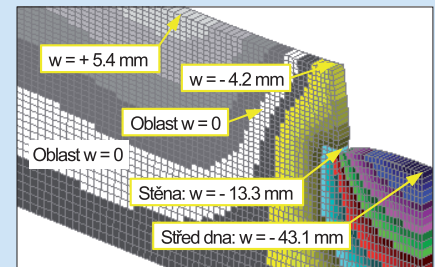 w = + 5.4 mm
w = - 4.2 mm
Oblast w = 0
Oblast w = 0
Stěna: w = - 13.3 mm
Střed dna: w = - 43.1 mm